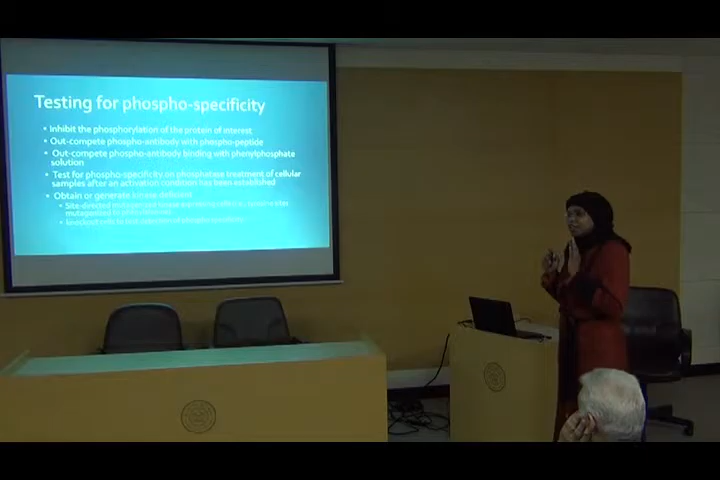 Testing for phospho-specificity
• Inhibit the phosphorylation of the protein of interest
• Out-compete phospho-antibody with phospho-peptide
• Out-compete phospho-antibody binding with phenylphosphate
solution
• Test for phospho-specificity on phosphatase treatment of cellular
samples after an activation condition has been established
• Obtain or generate kinase deficient